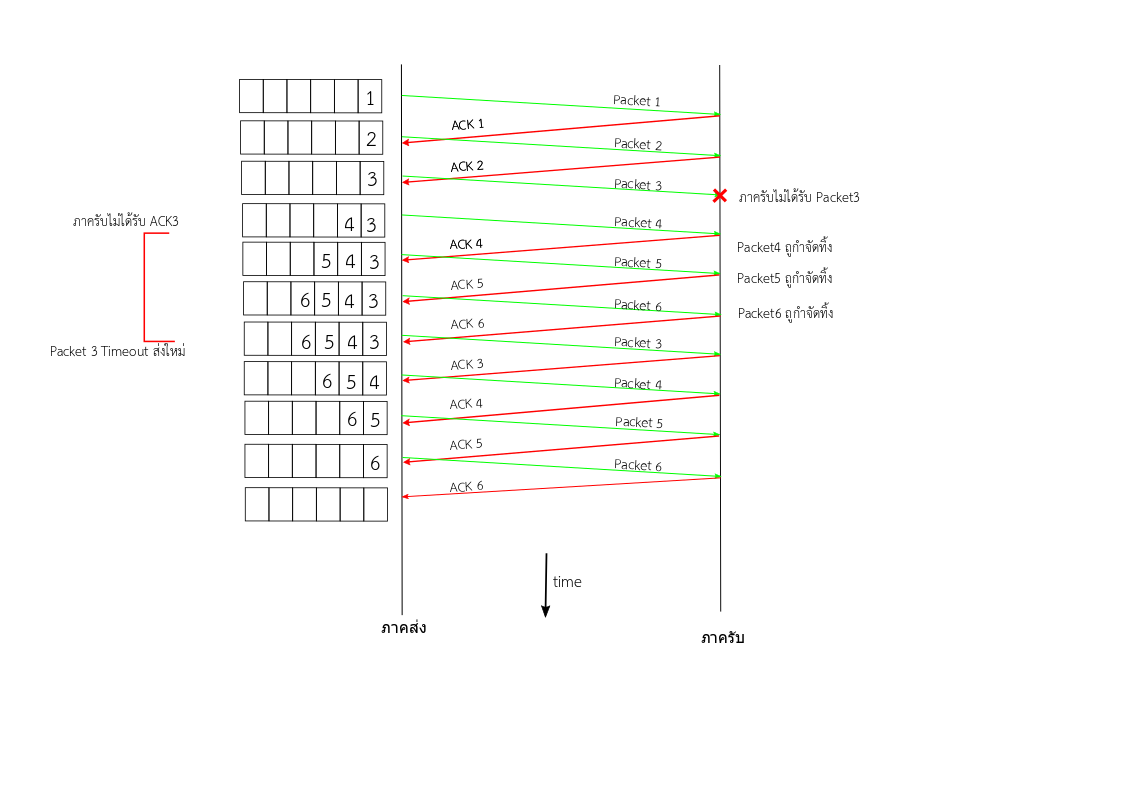 1
Packet 1
ACK 1
2
Packet 2
ACK 2
3
Packet 3
ภาครับไม่ได้รับ Packet3
ภาครับไม่ได้รับ ACK3
4 3
Packet 4
ACK 4
Packet4 ถูกำจัดทิ้ง
5 4 3
Packet 5
ACK 5
Packet5 ถูกำจัดทิ้ง
6 5 4 3
Packet 6
ACK 6
Packet6 ถูกำจัดทิ้ง
6 5 4 3
Packet 3
Packet 3 Timeout ส่งใหม่
ACK 3
6 5 4
Packet 4
ACK 4
6 5
Packet 5
ACK 5
6
Packet 6
ACK 6
time
ภาคส่ง
ภาครับ